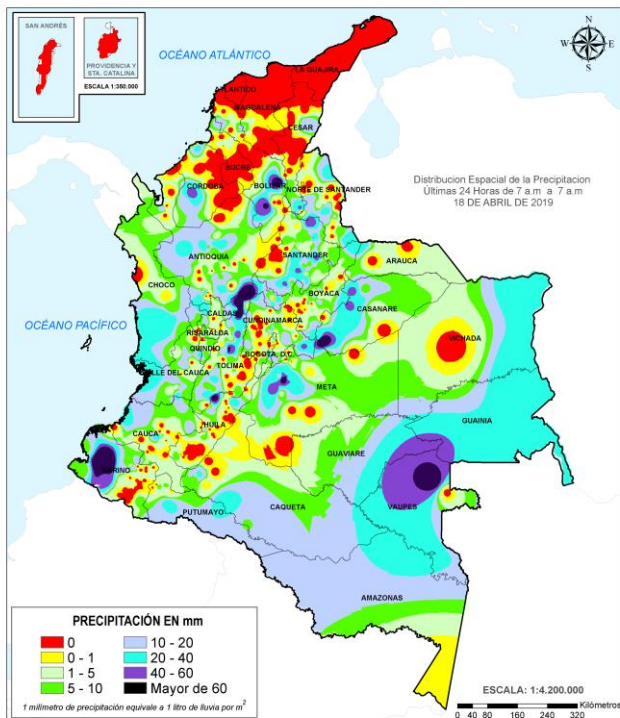 SAN ANDRÉS
PROVIDENCIA Y
STA. CATALINA
ESCALA 1:350.000
OCÉANO ATLÁNTICO
N
W
E
S
LA GUAJIRA
ATLANTICO
MAGDALENA
CESAR
SUCRE
CORDOBA
BOLIVAR
NORTE DE SANTANDER
Distribucion Espacial de la Precipitacion
Últimas 24 Horas de 7 a.m a 7 a.m
18 DE ABRIL DE 2019
ANTIOQUIA
SANTANDER
ARAUCA
CHOCO
BOYACA
CASANARE
CALDAS
CUNDINAMARCA
OCÉANO PACÍFICO
RISARALDA
VICHADA
QUINDIO
BOGOTA, D.C.
TOLIMA
VALLE DEL CAUCA
META
GUAINIA
CAUCA
HUILA
GUAVIARE
NARIÑO
CAQUETA
VAUPES
PUTUMAYO
AMAZONAS
PRECIPITACIÓN EN mm
0
10 - 20
0 - 1
20 - 40
1 - 5
40 - 60
5 - 10
Mayor de 60
1 milímetro de precipitación equivale a 1 litro de lluvia por m²
ESCALA: 1:4.200.000
Kilómetros
0 40 80 160 240 320